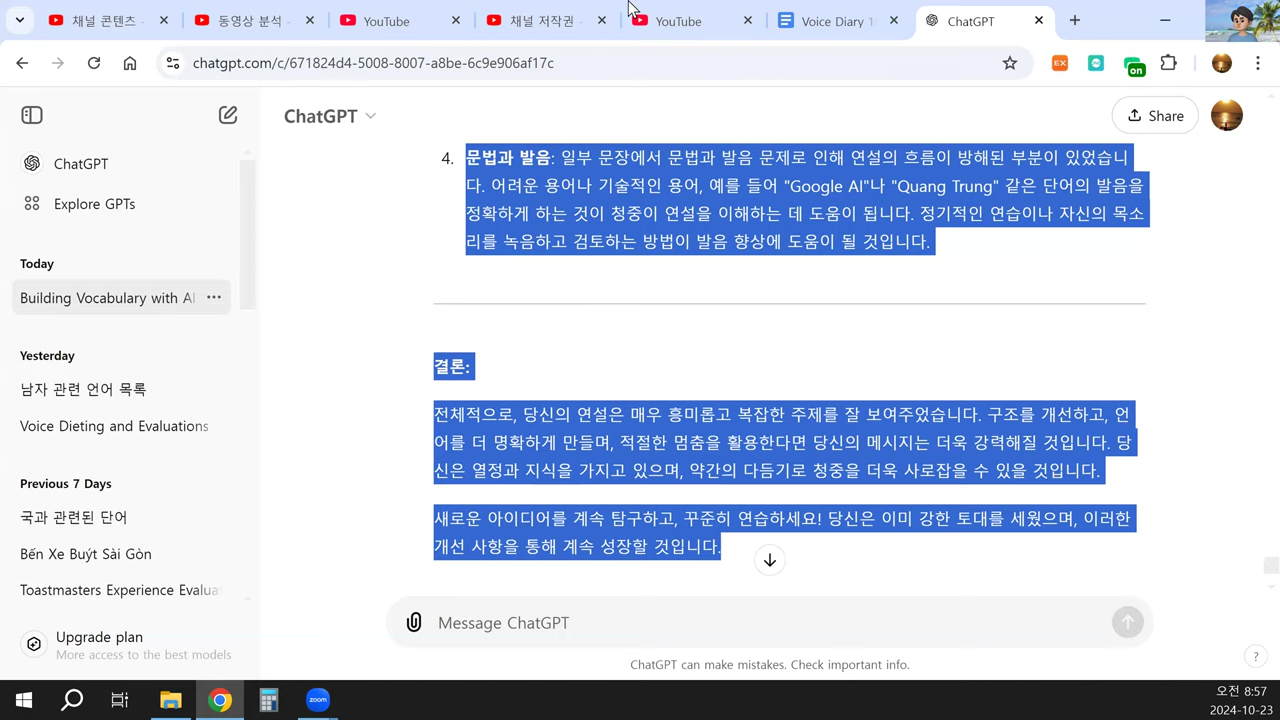 채널 콘텐츠 -
동영상 분석 -
YouTube
채널 저작권 -
YouTube
Voice Diary 1
ChatGPT
chatgpt.com/c/671824d4-5008-8007-a8be-6c9e906af17c
EX
on
ChatGPT
Share
ChatGPT
Explore GPTs
Today
Building Vocabulary with AI
Yesterday
남자 관련 언어 목록
Voice Dieting and Evaluations
Previous 7 Days
국과 관련된 단어
Bến Xe Buýt Sài Gòn
Toastmasters Experience Evalua
Upgrade plan
More access to the best models
4. 문법과 발음: 일부 문장에서 문법과 발음 문제로 인해 연설의 흐름이 방해된 부분이 있었습니
다. 어려운 용어나 기술적인 용어, 예를 들어 "Google AI"나 "Quang Trung" 같은 단어의 발음을
정확하게 하는 것이 청중이 연설을 이해하는 데 도움이 됩니다. 정기적인 연습이나 자신의 목소
리를 녹음하고 검토하는 방법이 발음 향상에 도움이 될 것입니다.
결론:
전체적으로, 당신의 연설은 매우 흥미롭고 복잡한 주제를 잘 보여주었습니다. 구조를 개선하고, 언
어를 더 명확하게 만들며, 적절한 멈춤을 활용한다면 당신의 메시지는 더욱 강력해질 것입니다. 당
신은 열정과 지식을 가지고 있으며, 약간의 다듬기로 청중을 더욱 사로잡을 수 있을 것입니다.
새로운 아이디어를 계속 탐구하고, 꾸준히 연습하세요! 당신은 이미 강한 토대를 세웠으며, 이러한
개선 사항을 통해 계속 성장할 것입니다.
Message ChatGPT
ChatGPT can make mistakes. Check important info.
?
zoom
오전 8:57
2024-10-23